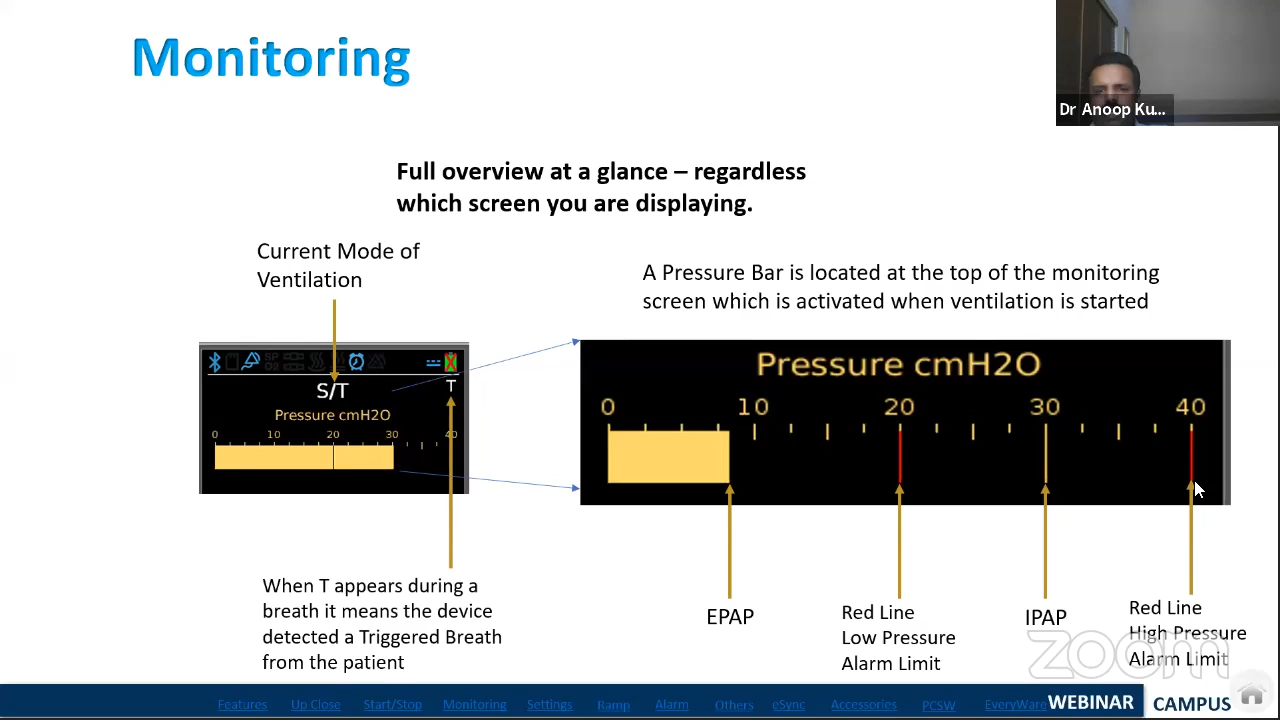 Monitoring
Dr Anoop Ku...
Full overview at a glance – regardless
which screen you are displaying.
Current Mode of
Ventilation
A Pressure Bar is located at the top of the monitoring
screen which is activated when ventilation is started
S/T
T
Pressure cmH2O
0 10 20 30 40
Pressure cmH2O
0 10 20 30 40
When T appears during a
breath it means the device
detected a Triggered Breath
from the patient
EPAP
Red Line
Low Pressure
Alarm Limit
IPAP
Red Line
High Pressure
Alarm Limit
zoom
Features Up Close Start/Stop Monitoring Settings Ramp Alarm Others eSync Accessories PCSW EveryWare
WEBINAR CAMPUS